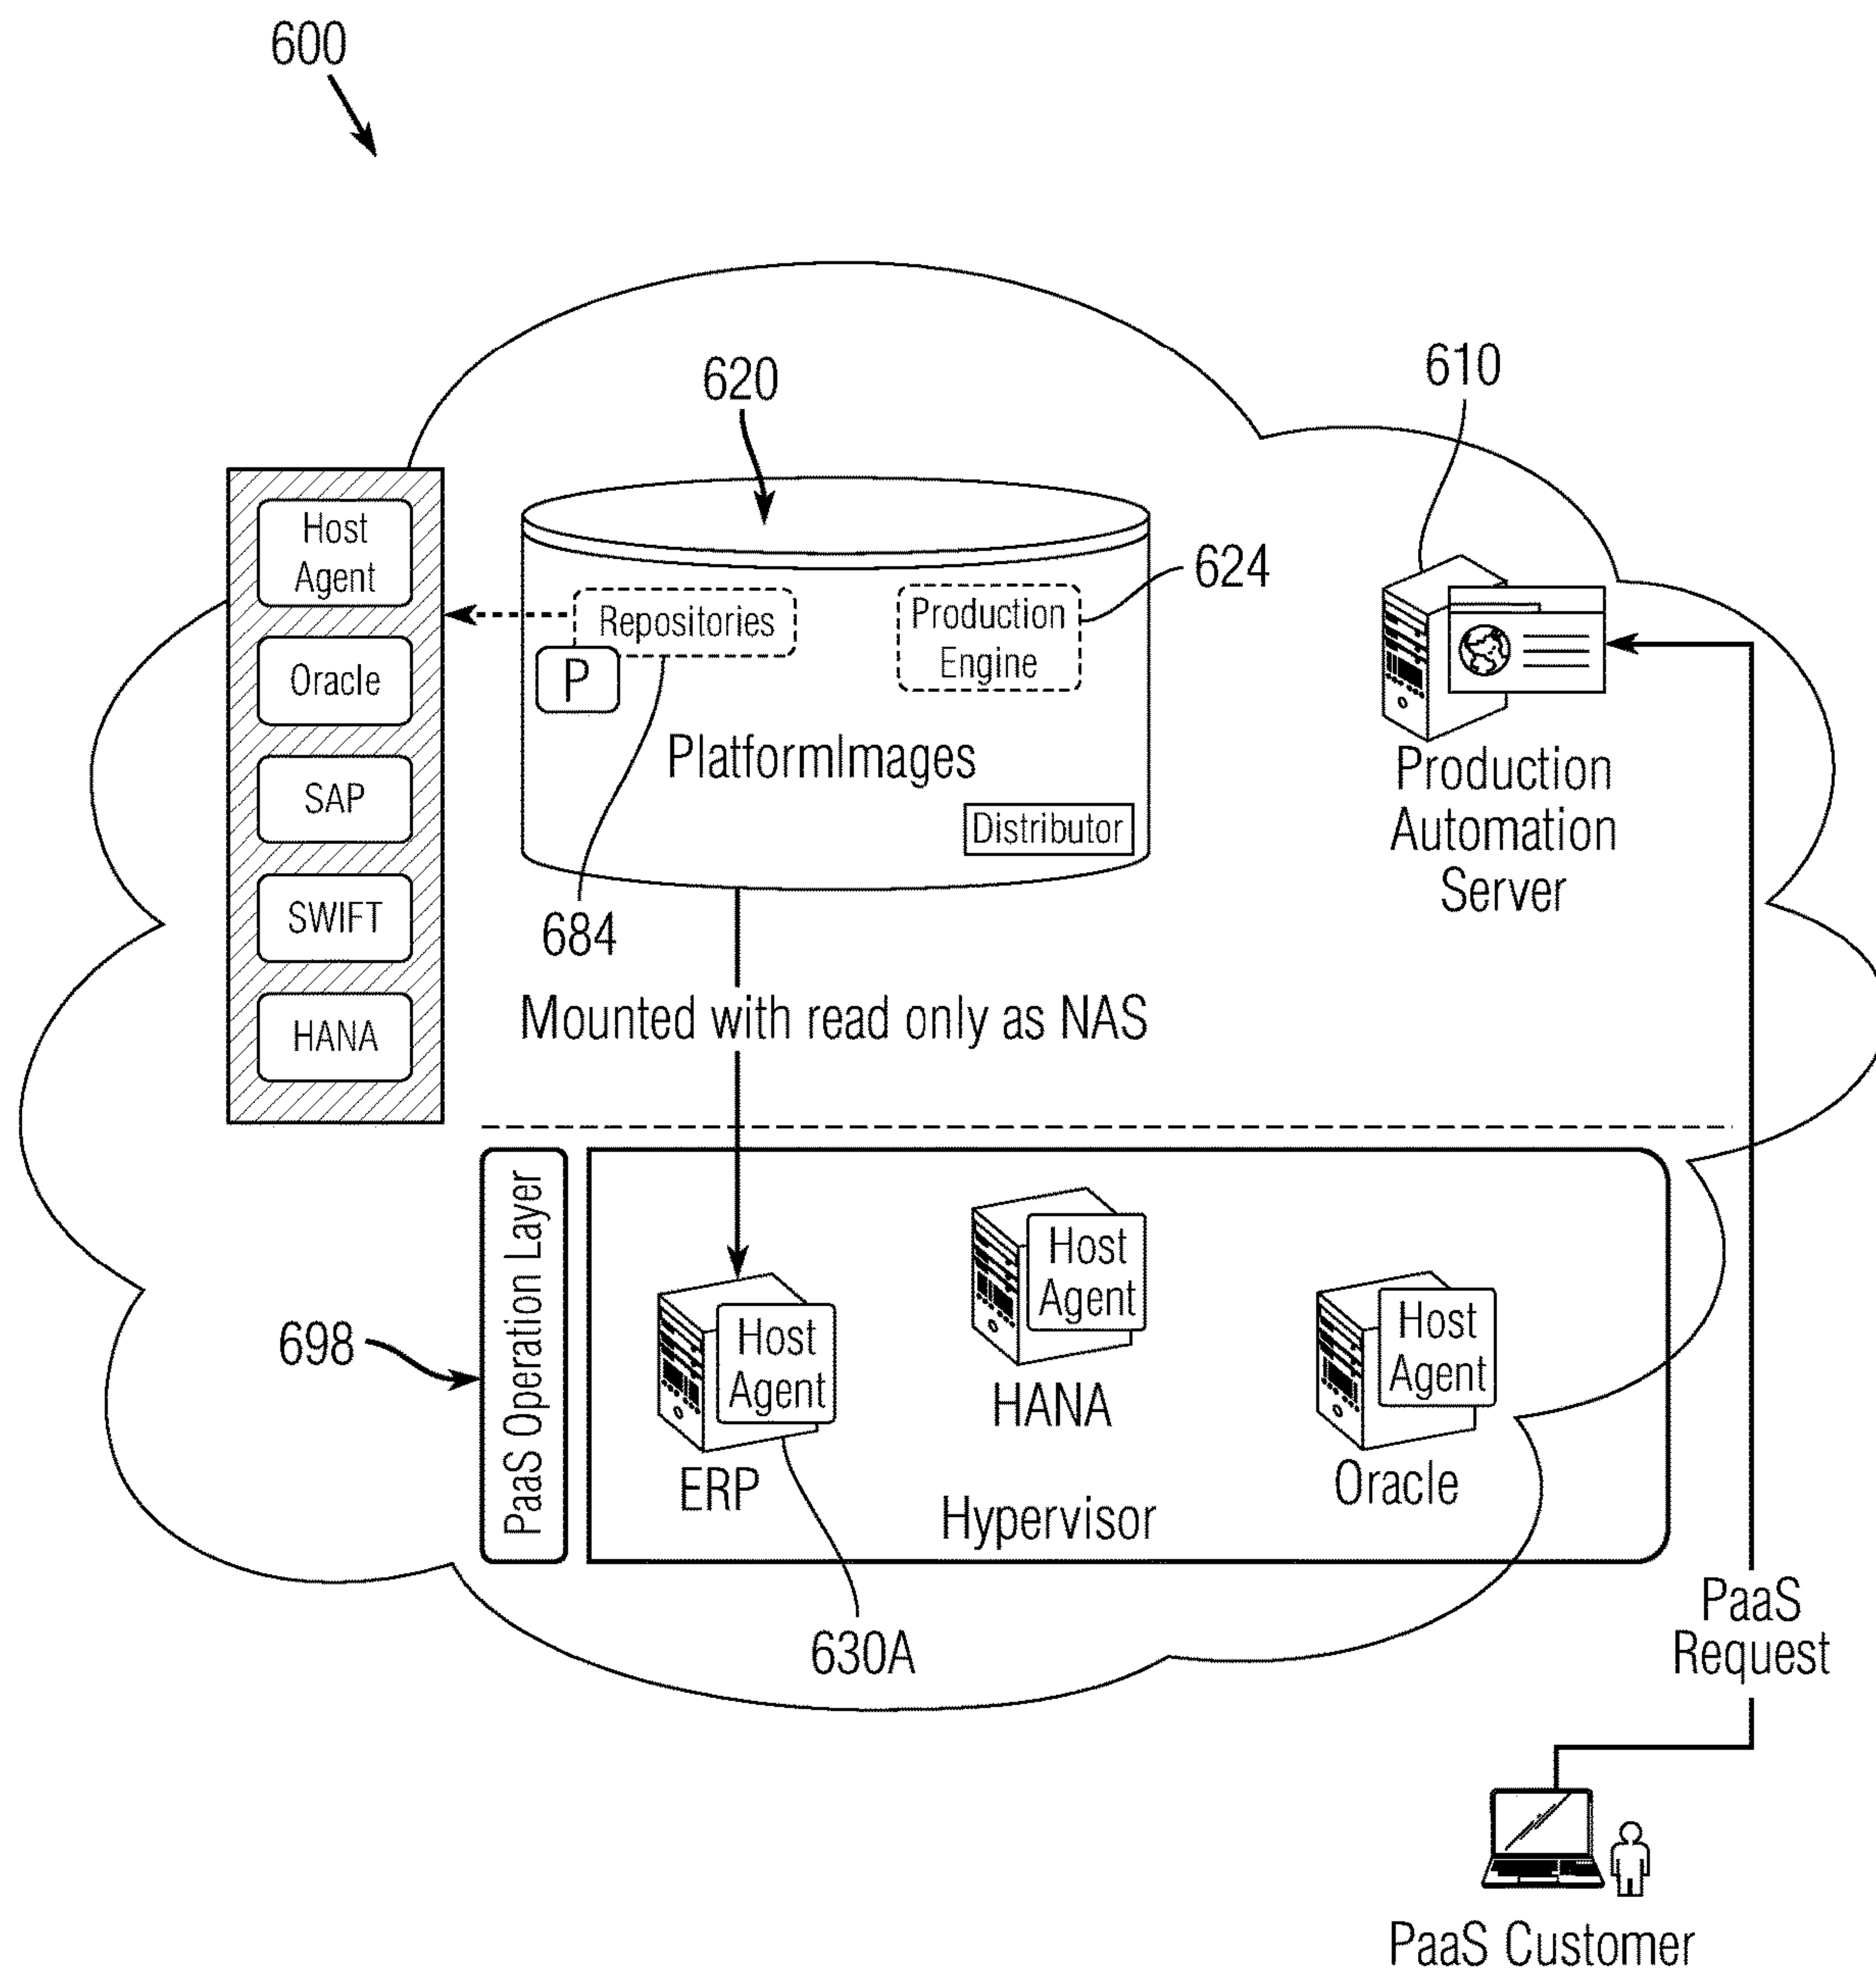 600
620
610
Host
Agent
Oracle
SAP
SWIFT
HANA
Repositories
P
Production
Engine
624
PlatformImages
Distributor
684
Production
Automation
Server
Mounted with read only as NAS
PaaS Operation Layer
698
Host
Agent
ERP
Host
Agent
HANA
Host
Agent
Oracle
Hypervisor
630A
PaaS
Request
PaaS Customer